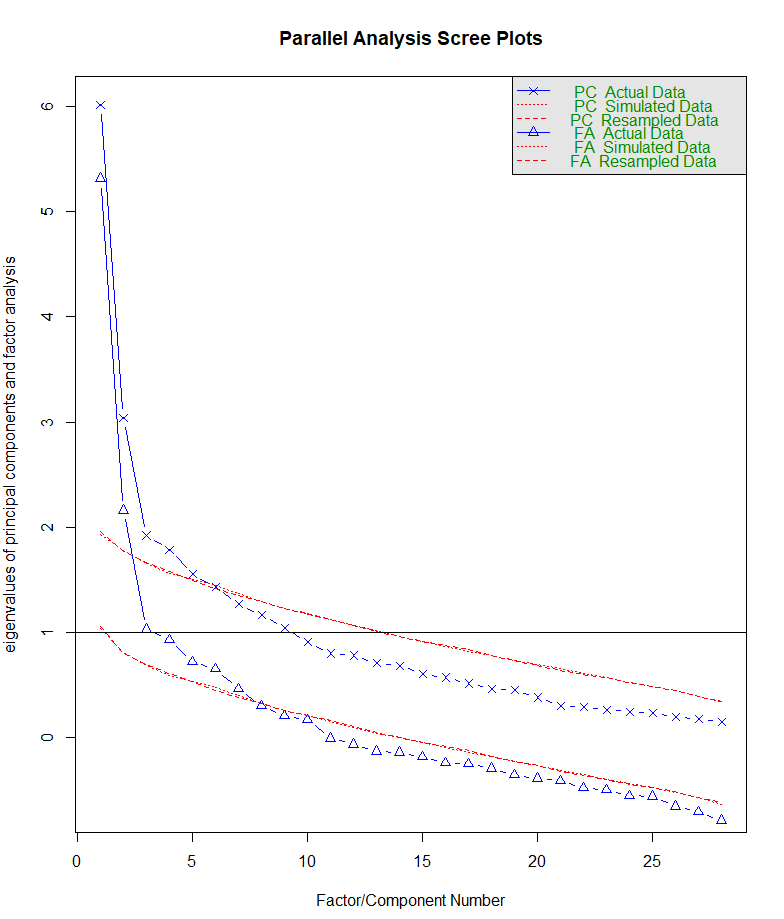 Parallel Analysis Scree Plots
PC Actual Data
PC Simulated Data
PC Resampled Data
FA Actual Data
FA Simulated Data
FA Resampled Data
eigenvalues of principal components and factor analysis
6
5
4
3
2
1
0
0 5 10 15 20 25
Factor/Component Number